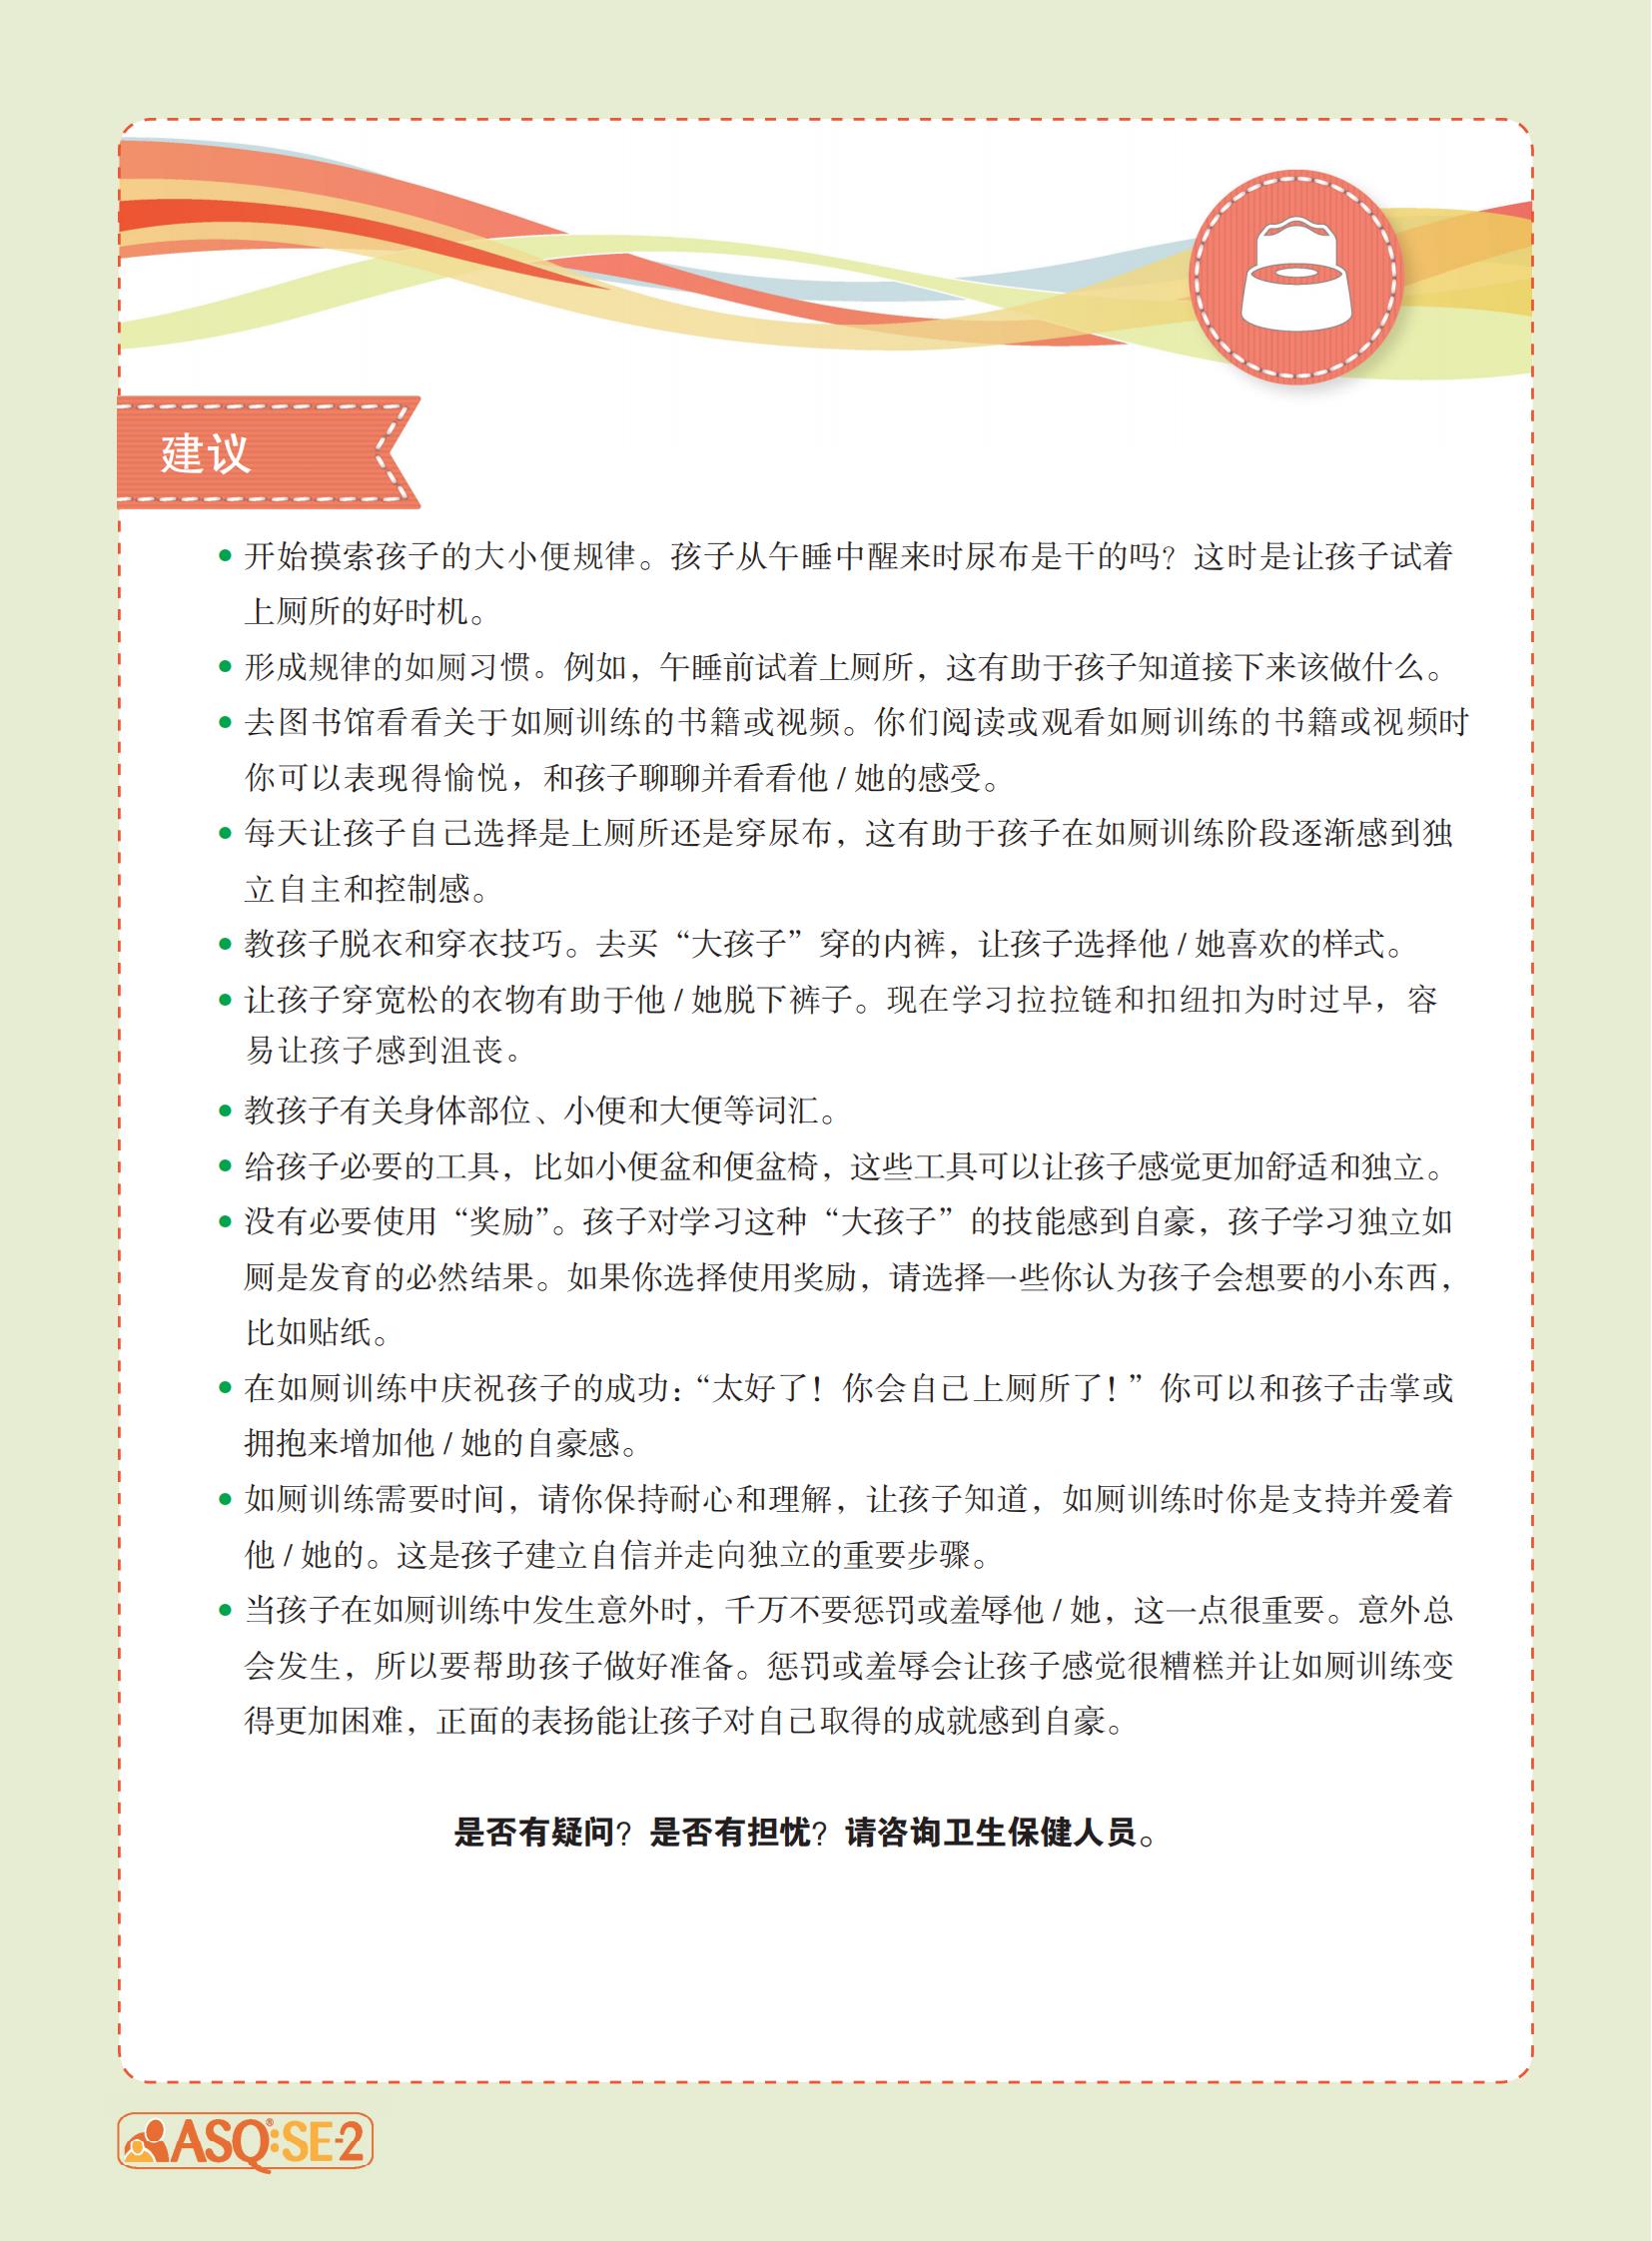 建议
● 开始摸索孩子的大小便规律。孩子从午睡中醒来时尿布是干的吗？这时是让孩子试着
上厕所的好时机。
● 形成规律的如厕习惯。例如，午睡前试着上厕所，这有助于孩子知道接下来该做什么。
● 去图书馆看看关于如厕训练的书籍或视频。你们阅读或观看如厕训练的书籍或视频时
你可以表现得愉悦，和孩子聊聊并看看他 / 她的感受。
● 每天让孩子自己选择是上厕所还是穿尿布，这有助于孩子在如厕训练阶段逐渐感到独
立自主和控制感。
● 教孩子脱衣和穿衣技巧。去买“大孩子”穿的内裤，让孩子选择他 / 她喜欢的样式。
● 让孩子穿宽松的衣物有助于他 / 她脱下裤子。现在学习拉拉链和扣纽扣为时过早，容
易让孩子感到沮丧。
● 教孩子有关身体部位、小便和大便等词汇。
● 给孩子必要的工具，比如小便盆和便盆椅，这些工具可以让孩子感觉更加舒适和独立。
● 没有必要使用“奖励”。孩子对学习这种“大孩子”的技能感到自豪，孩子学习独立如
厕是发育的必然结果。如果你选择使用奖励，请选择一些你认为孩子会想要的小东西，
比如贴纸。
● 在如厕训练中庆祝孩子的成功：“太好了！你会自己上厕所了！”你可以和孩子击掌或
拥抱来增加他 / 她的自豪感。
● 如厕训练需要时间，请你保持耐心和理解，让孩子知道，如厕训练时你是支持并爱着
他 / 她的。这是孩子建立自信并走向独立的重要步骤。
● 当孩子在如厕训练中发生意外时，千万不要惩罚或羞辱他 / 她，这一点很重要。意外总
会发生，所以要帮助孩子做好准备。惩罚或羞辱会让孩子感觉很糟糕并让如厕训练变
得更加困难，正面的表扬能让孩子对自己取得的成就感到自豪。
是否有疑问？是否有担忧？请咨询卫生保健人员。
ASQ®:SE-2